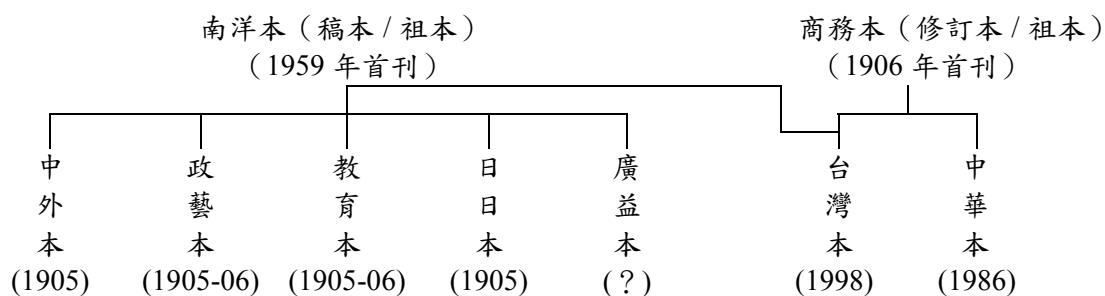 南洋本（稿本 / 祖本） 商務本（修訂本 / 祖本）
（1959 年首刊） （1906 年首刊）
中外本 政藝本 教育本 日日本 廣益本 台灣本 中華本
(1905) (1905-06) (1905-06) (1905) (？) (1998) (1986)